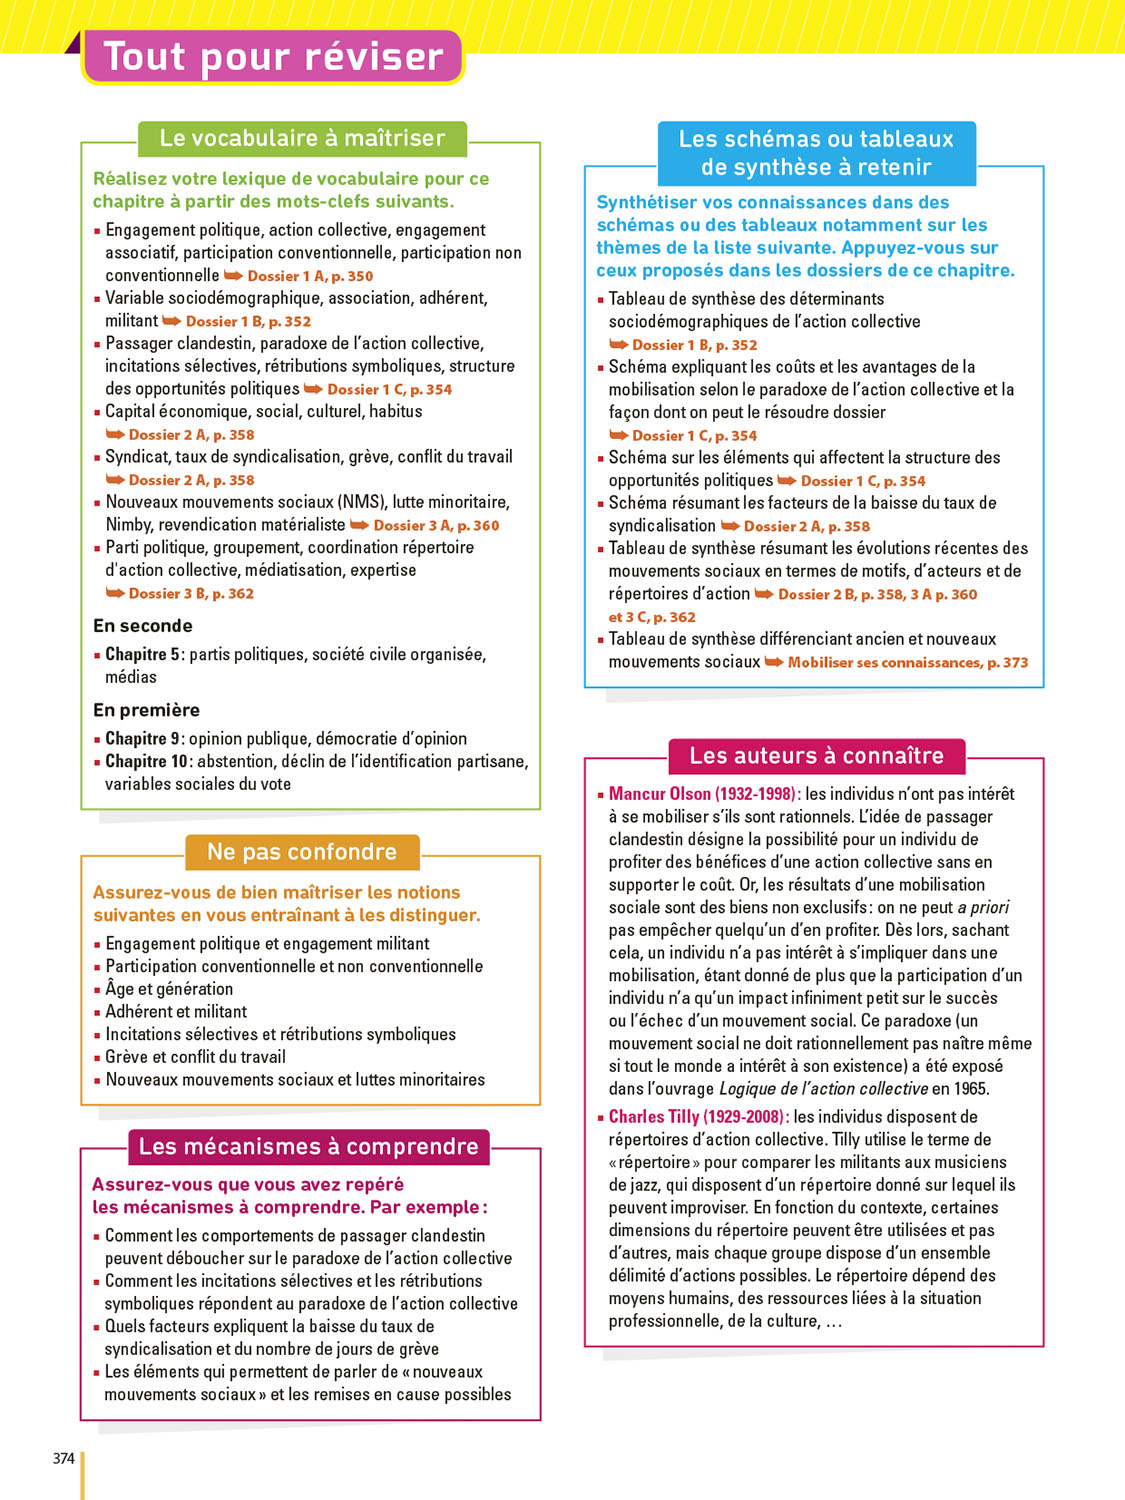 Tout pour réviser
Le vocabulaire à maîtriser
Réalisez votre lexique de vocabulaire pour ce
chapitre à partir des mots-clefs suivants.
▪ Engagement politique, action collective, engagement
associatif, participation conventionnelle, participation non
conventionnelle ➥ Dossier 1 A, p. 350
▪ Variable sociodémographique, association, adhérent,
militant ➥ Dossier 1 B, p. 352
▪ Passager clandestin, paradoxe de l’action collective,
incitations sélectives, rétributions symboliques, structure
des opportunités politiques ➥ Dossier 1 C, p. 354
▪ Capital économique, social, culturel, habitus
➥ Dossier 2 A, p. 358
▪ Syndicat, taux de syndicalisation, grève, conflit du travail
➥ Dossier 2 A, p. 358
▪ Nouveaux mouvements sociaux (NMS), lutte minoritaire,
Nimby, revendication matérialiste ➥ Dossier 3 A, p. 360
▪ Parti politique, groupement, coordination répertoire
d'action collective, médiatisation, expertise
➥ Dossier 3 B, p. 362
En seconde
▪ Chapitre 5 : partis politiques, société civile organisée,
médias
En première
▪ Chapitre 9 : opinion publique, démocratie d’opinion
▪ Chapitre 10 : abstention, déclin de l’identification partisane,
variables sociales du vote
Ne pas confondre
Assurez-vous de bien maîtriser les notions
suivantes en vous entraînant à les distinguer.
▪ Engagement politique et engagement militant
▪ Participation conventionnelle et non conventionnelle
▪ Âge et génération
▪ Adhérent et militant
▪ Incitations sélectives et rétributions symboliques
▪ Grève et conflit du travail
▪ Nouveaux mouvements sociaux et luttes minoritaires
Les mécanismes à comprendre
Assurez-vous que vous avez repéré
les mécanismes à comprendre. Par exemple :
▪ Comment les comportements de passager clandestin
peuvent déboucher sur le paradoxe de l’action collective
▪ Comment les incitations sélectives et les rétributions
symboliques répondent au paradoxe de l’action collective
▪ Quels facteurs expliquent la baisse du taux de
syndicalisation et du nombre de jours de grève
▪ Les éléments qui permettent de parler de « nouveaux
mouvements sociaux » et les remises en cause possibles
Les schémas ou tableaux
de synthèse à retenir
Synthétiser vos connaissances dans des
schémas ou des tableaux notamment sur les
thèmes de la liste suivante. Appuyez-vous sur
ceux proposés dans les dossiers de ce chapitre.
▪ Tableau de synthèse des déterminants
sociodémographiques de l’action collective
➥ Dossier 1 B, p. 352
▪ Schéma expliquant les coûts et les avantages de la
mobilisation selon le paradoxe de l’action collective et la
façon dont on peut le résoudre dossier
➥ Dossier 1 C, p. 354
▪ Schéma sur les éléments qui affectent la structure des
opportunités politiques ➥ Dossier 1 C, p. 354
▪ Schéma résumant les facteurs de la baisse du taux de
syndicalisation ➥ Dossier 2 A, p. 358
▪ Tableau de synthèse résumant les évolutions récentes des
mouvements sociaux en termes de motifs, d’acteurs et de
répertoires d’action ➥ Dossier 2 B, p. 358, 3 A p. 360
et 3 C, p. 362
▪ Tableau de synthèse différenciant ancien et nouveaux
mouvements sociaux ➥ Mobiliser ses connaissances, p. 373
Les auteurs à connaître
▪ Mancur Olson (1932-1998) : les individus n’ont pas intérêt
à se mobiliser s’ils sont rationnels. L’idée de passager
clandestin désigne la possibilité pour un individu de
profiter des bénéfices d’une action collective sans en
supporter le coût. Or, les résultats d’une mobilisation
sociale sont des biens non exclusifs : on ne peut a priori
pas empêcher quelqu’un d’en profiter. Dès lors, sachant
cela, un individu n’a pas intérêt à s’impliquer dans une
mobilisation, étant donné de plus que la participation d’un
individu n’a qu’un impact infiniment petit sur le succès
ou l’échec d’un mouvement social. Ce paradoxe (un
mouvement social ne doit rationnellement pas naître même
si tout le monde a intérêt à son existence) a été exposé
dans l’ouvrage Logique de l’action collective en 1965.
▪ Charles Tilly (1929-2008) : les individus disposent de
répertoires d’action collective. Tilly utilise le terme de
« répertoire » pour comparer les militants aux musiciens
de jazz, qui disposent d’un répertoire donné sur lequel ils
peuvent improviser. En fonction du contexte, certaines
dimensions du répertoire peuvent être utilisées et pas
d’autres, mais chaque groupe dispose d’un ensemble
délimité d’actions possibles. Le répertoire dépend des
moyens humains, des ressources liées à la situation
professionnelle, de la culture, …
374